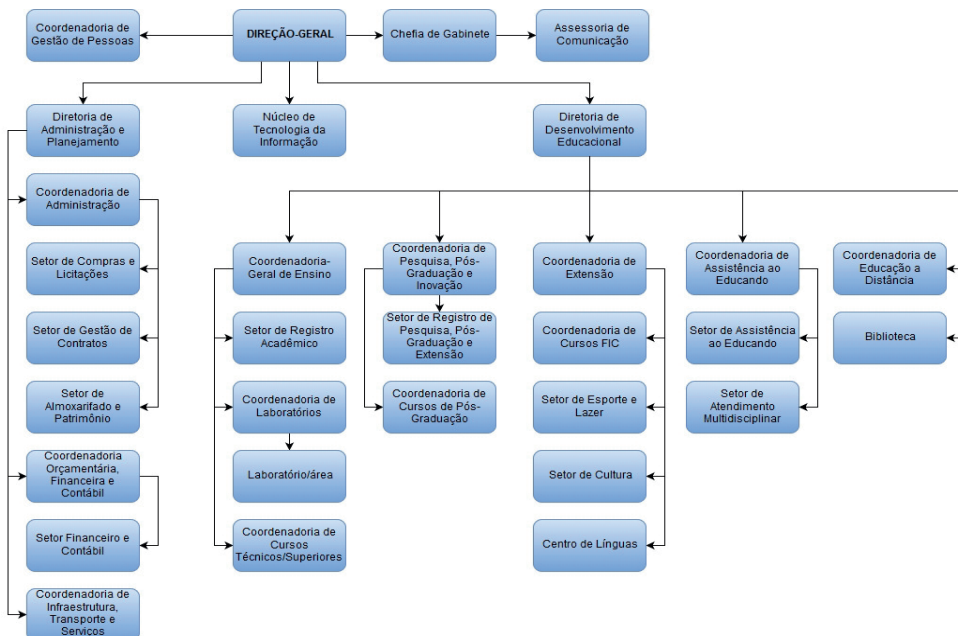 Coordenadoria de
Gestão de Pessoas
DIREÇÃO-GERAL
Chefia de Gabinete
Assessoria de
Comunicação
Diretoria de
Administração e
Planejamento
Núcleo de
Tecnologia da
Informação
Diretoria de
Desenvolvimento
Educacional
Coordenadoria de
Administração
Setor de Compras e
Licitações
Setor de Gestão de
Contratos
Setor de
Almoxarifado e
Patrimônio
Coordenadoria
Orçamentária,
Financeira e
Contábil
Setor Financeiro e
Contábil
Coordenadoria de
Infraestrutura,
Transporte e
Serviços
Coordenadoria-
Geral de Ensino
Setor de Registro
Acadêmico
Coordenadoria de
Laboratórios
Laboratório/área
Coordenadoria de
Cursos
Técnicos/Superiores
Coordenadoria de
Pesquisa, Pós-
Graduação e
Inovação
Setor de Registro de
Pesquisa, Pós-
Graduação e
Extensão
Coordenadoria de
Cursos de Pós-
Graduação
Coordenadoria
de Extensão
Coordenadoria de
Cursos FIC
Setor de Esporte e
Lazer
Setor de Cultura
Centro de Línguas
Coordenadoria de
Assistência ao
Educando
Setor de Assistência
ao Educando
Setor de
Atendimento
Multidisciplinar
Coordenadoria de
Educação a
Distância
Biblioteca